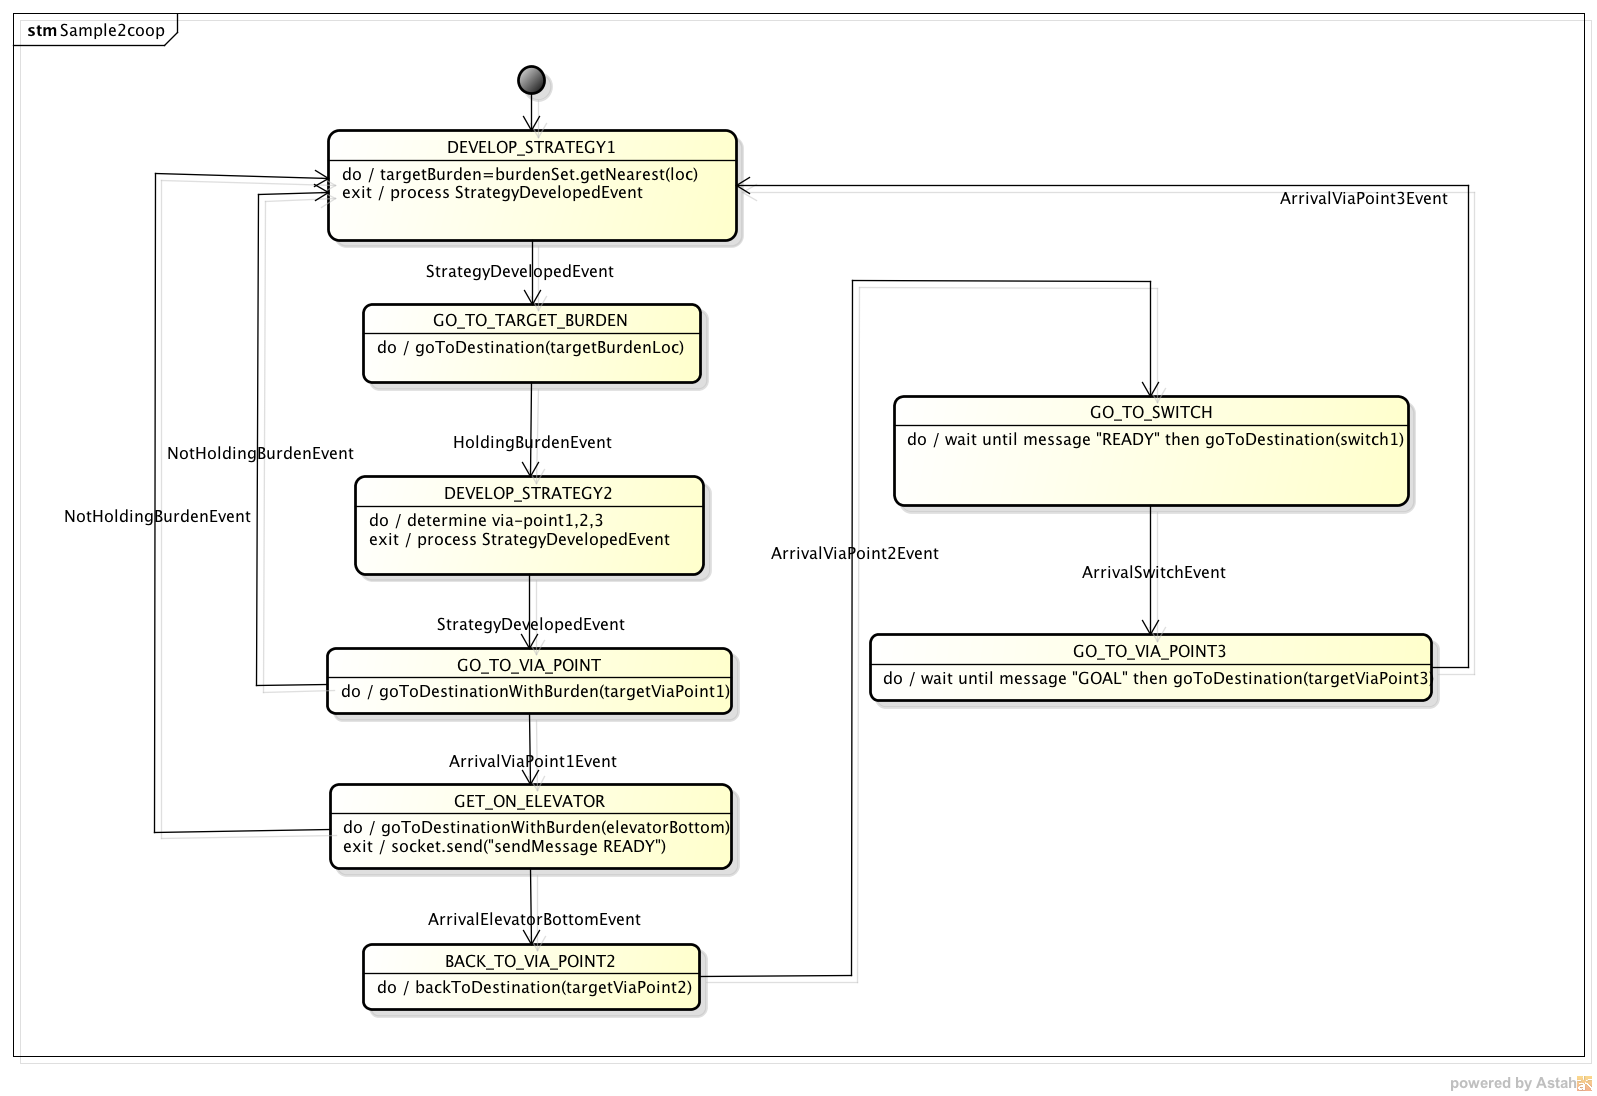 stm Sample2coop
DEVELOP_STRATEGY1
do / targetBurden=burdenSet.getNearest(loc)
exit / process StrategyDevelopedEvent
ArrivalViaPoint3Event
StrategyDevelopedEvent
GO_TO_TARGET_BURDEN
do / goToDestination(targetBurdenLoc)
GO_TO_SWITCH
do / wait until message "READY" then goToDestination(switch1)
HoldingBurdenEvent
NotHoldingBurdenEvent
DEVELOP_STRATEGY2
do / determine via-point1,2,3
exit / process StrategyDevelopedEvent
NotHoldingBurdenEvent
ArrivalViaPoint2Event
ArrivalSwitchEvent
StrategyDevelopedEvent
GO_TO_VIA_POINT
do / goToDestinationWithBurden(targetViaPoint1)
GO_TO_VIA_POINT3
do / wait until message "GOAL" then goToDestination(targetViaPoint3)
ArrivalViaPoint1Event
GET_ON_ELEVATOR
do / goToDestinationWithBurden(elevatorBottom)
exit / socket.send("sendMessage READY")
ArrivalElevatorBottomEvent
BACK_TO_VIA_POINT2
do / backToDestination(targetViaPoint2)
powered by Astah